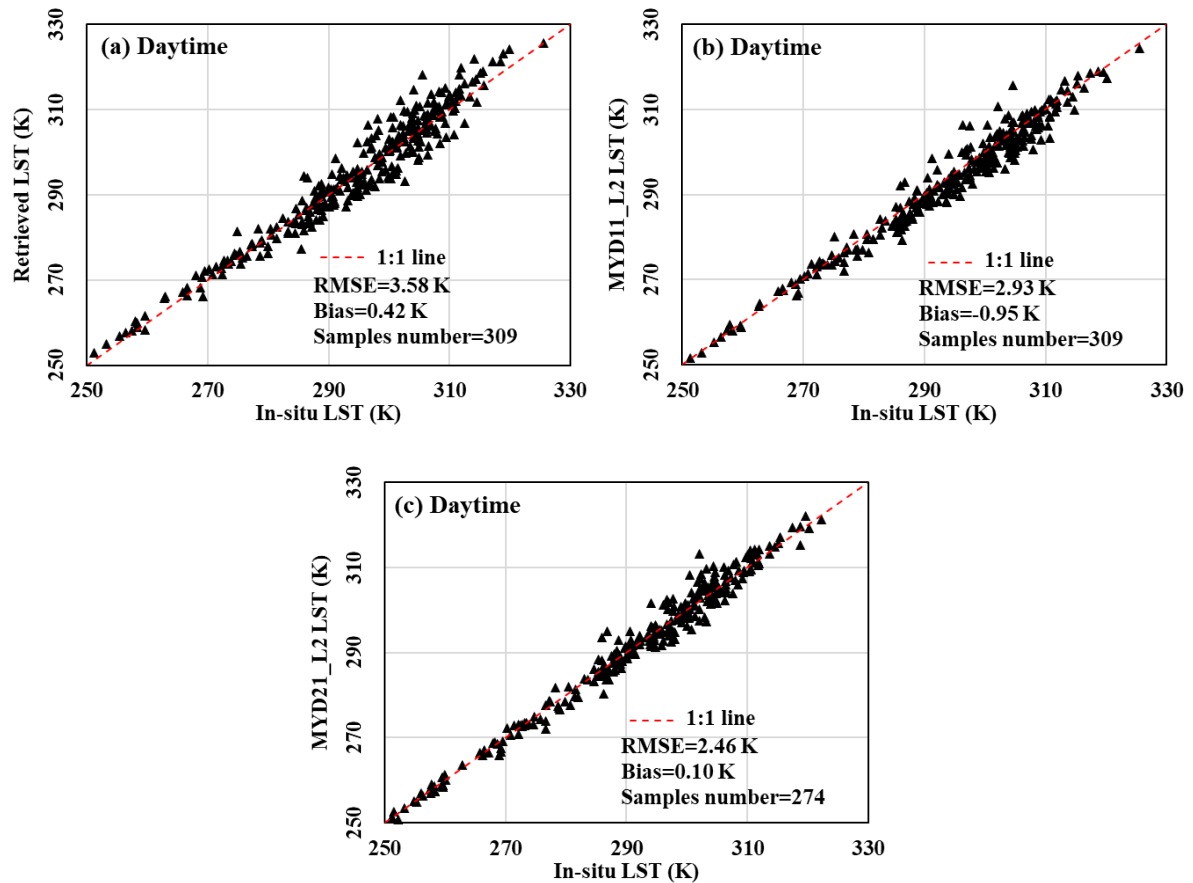 (a) Daytime
Retrieved LST (K)
330
310
290
270
250
1:1 line
RMSE=3.58 K
Bias=0.42 K
Samples number=309
250 270 290 310 330
In-situ LST (K)
(b) Daytime
MYD11_L2 LST (K)
330
310
290
270
250
1:1 line
RMSE=2.93 K
Bias=-0.95 K
Samples number=309
250 270 290 310 330
In-situ LST (K)
(c) Daytime
MYD21_L2 LST (K)
330
310
290
270
250
1:1 line
RMSE=2.46 K
Bias=0.10 K
Samples number=274
250 270 290 310 330
In-situ LST (K)